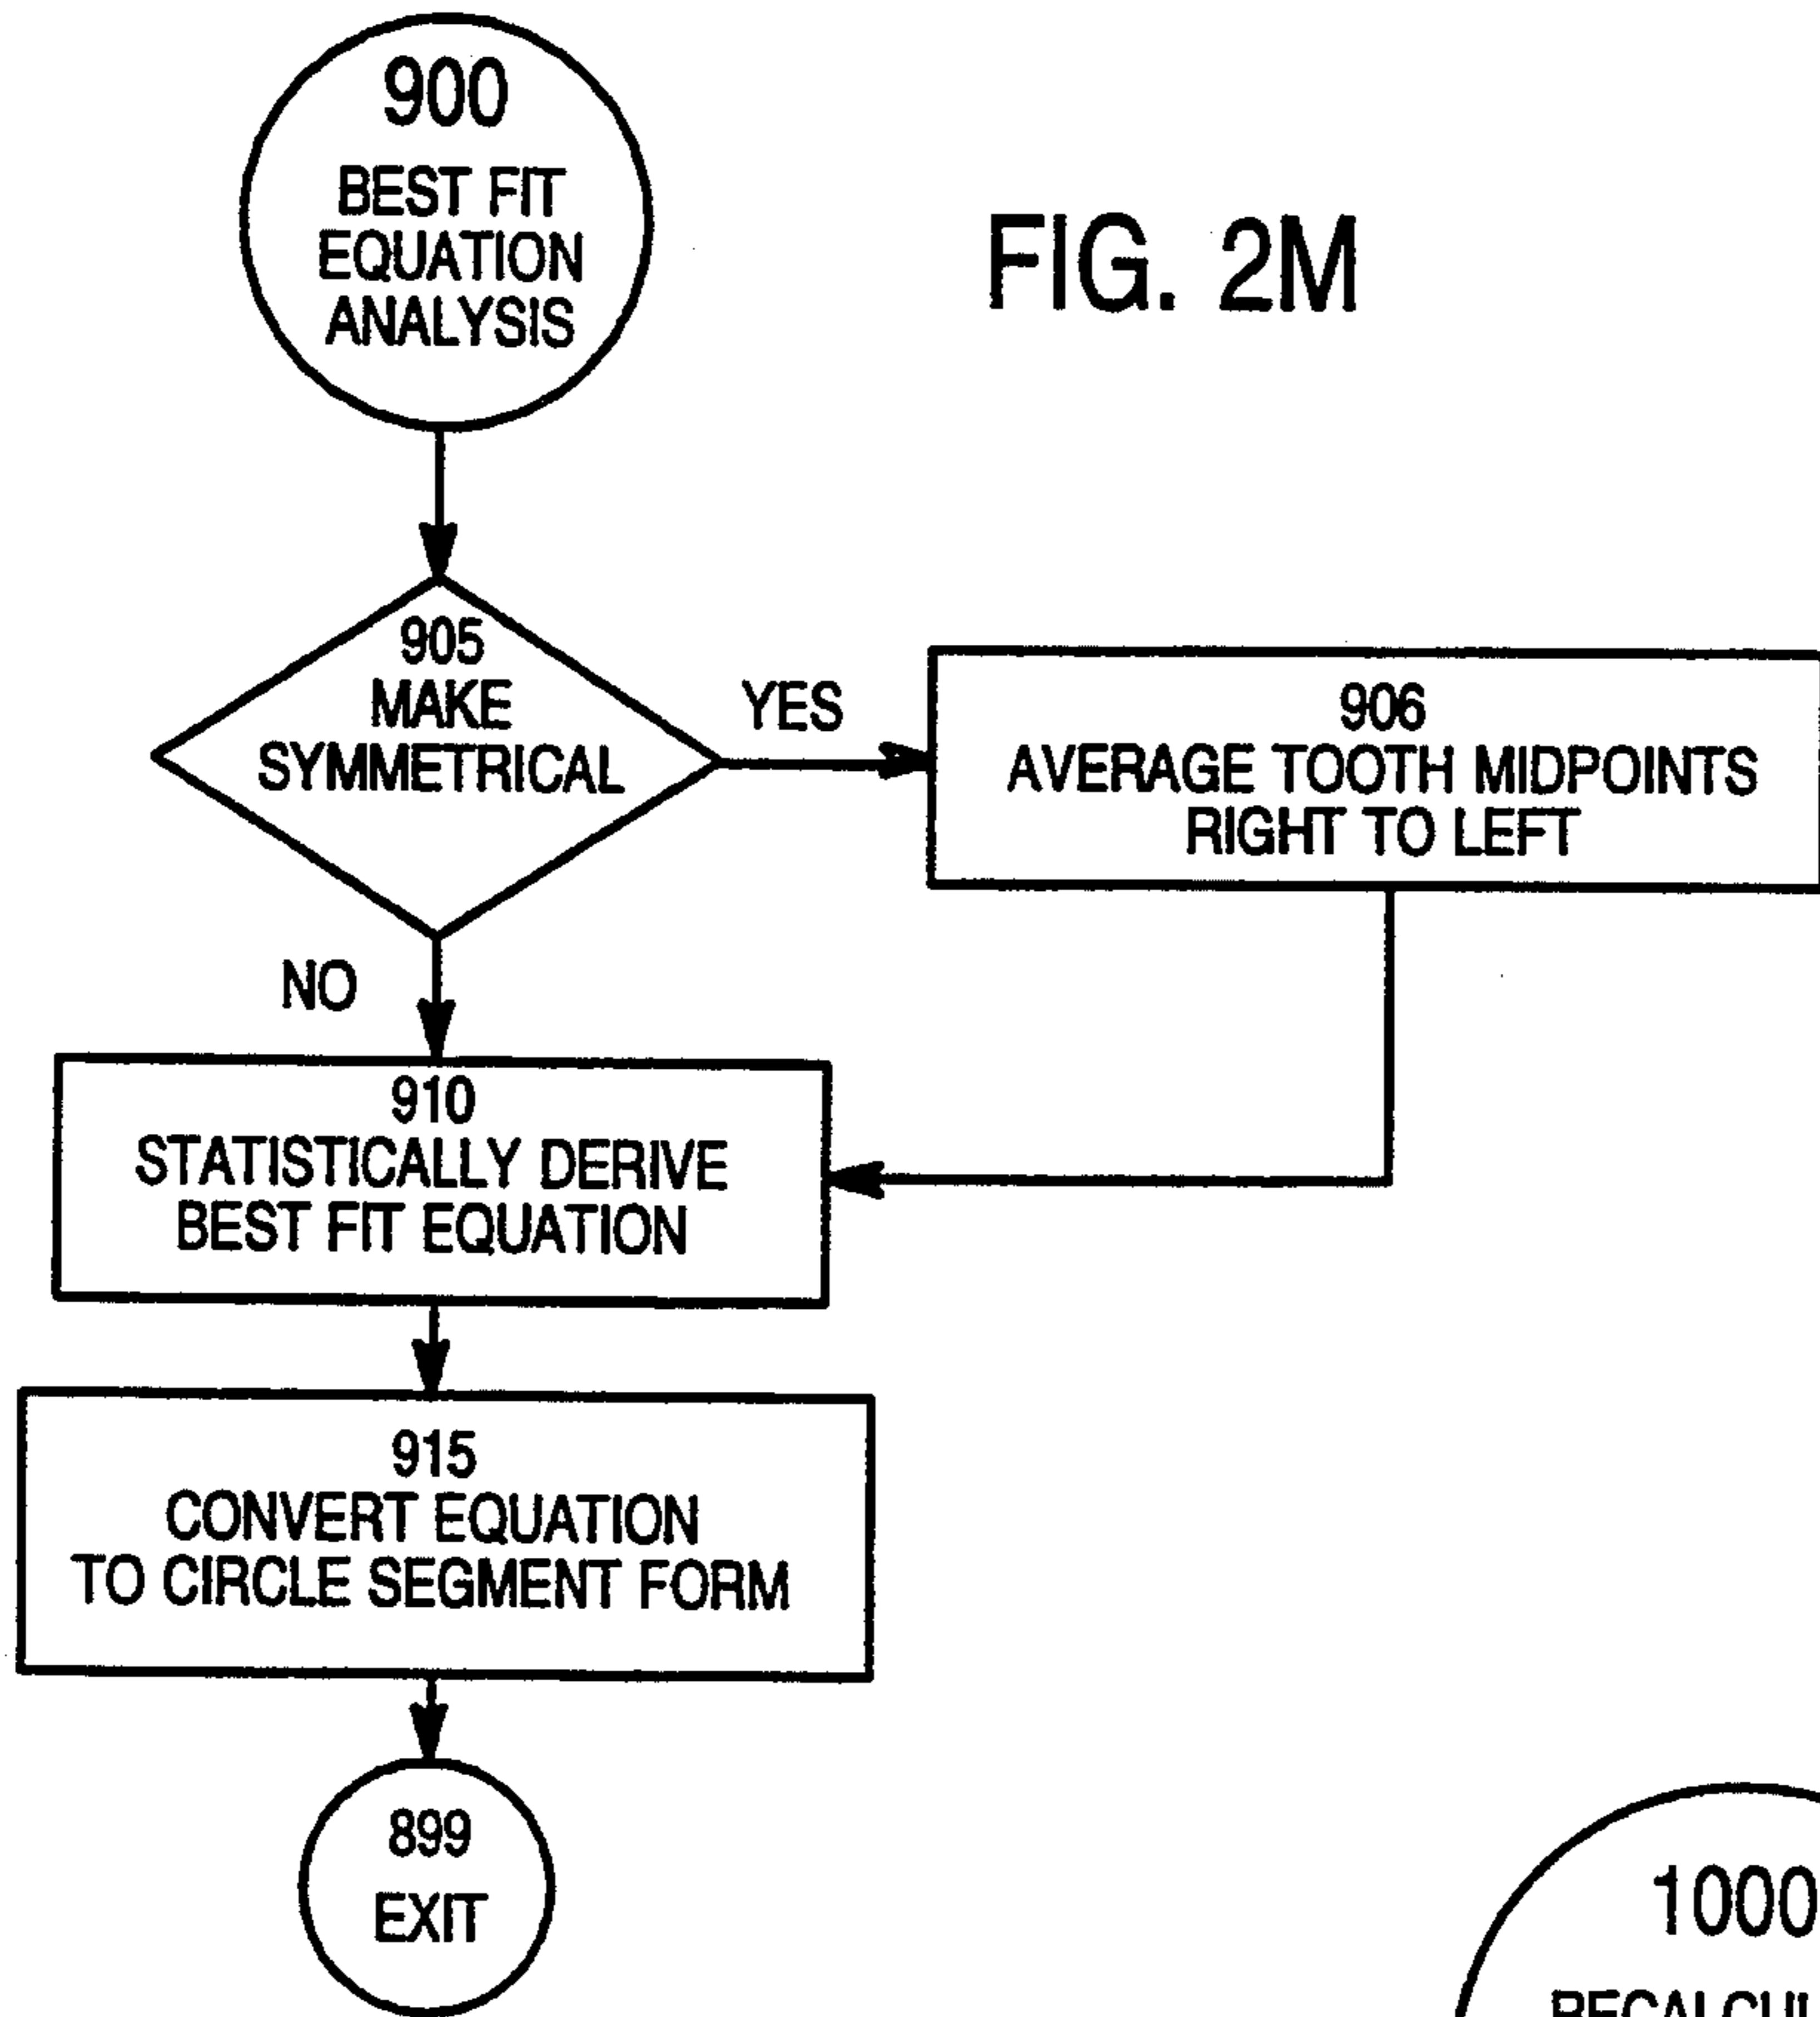 900
BEST FIT
EQUATION
ANALYSIS
FIG. 2M
905
MAKE
SYMMETRICAL
YES
906
AVERAGE TOOTH MIDPOINTS
RIGHT TO LEFT
NO
910
STATISTICALLY DERIVE
BEST FIT EQUATION
915
CONVERT EQUATION
TO CIRCLE SEGMENT FORM
899
EXIT
1000